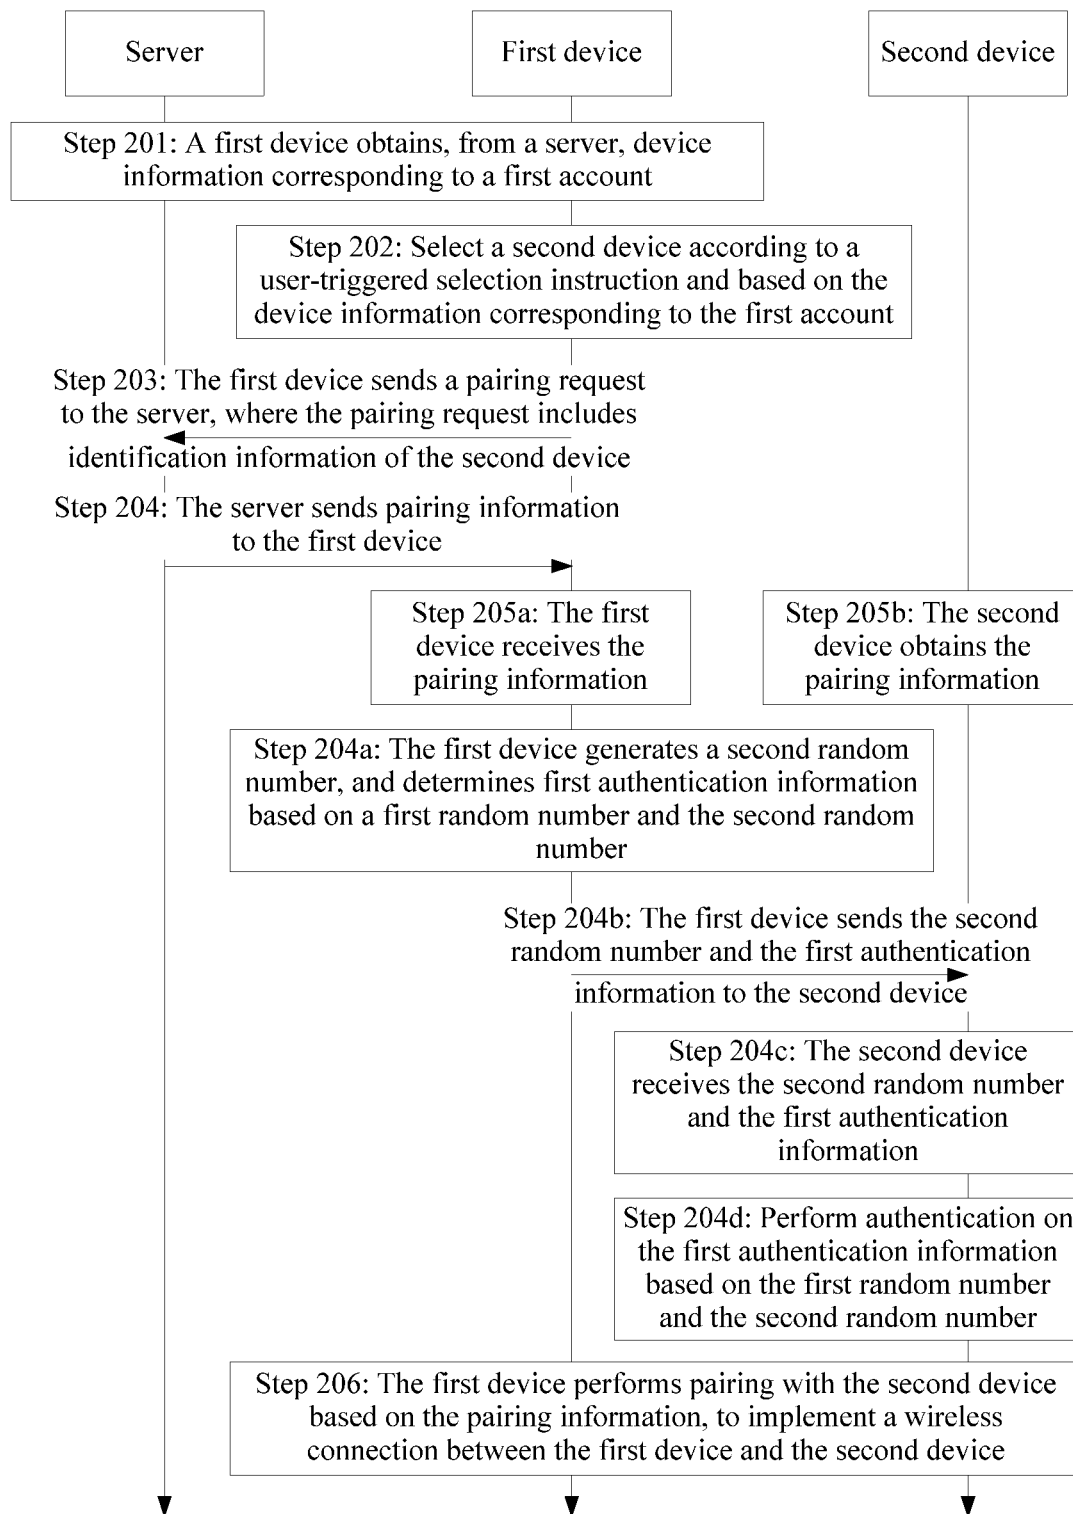 Server
First device
Second device
Step 201: A first device obtains, from a server, device
information corresponding to a first account
Step 202: Select a second device according to a
user-triggered selection instruction and based on the
device information corresponding to the first account
Step 203: The first device sends a pairing request
to the server, where the pairing request includes
identification information of the second device
Step 204: The server sends pairing information
to the first device
Step 205a: The first
device receives the
pairing information
Step 205b: The second
device obtains the
pairing information
Step 204a: The first device generates a second random
number, and determines first authentication information
based on a first random number and the second random
number
Step 204b: The first device sends the second
random number and the first authentication
information to the second device
Step 204c: The second device
receives the second random number
and the first authentication
information
Step 204d: Perform authentication on
the first authentication information
based on the first random number
and the second random number
Step 206: The first device performs pairing with the second device
based on the pairing information, to implement a wireless
connection between the first device and the second device